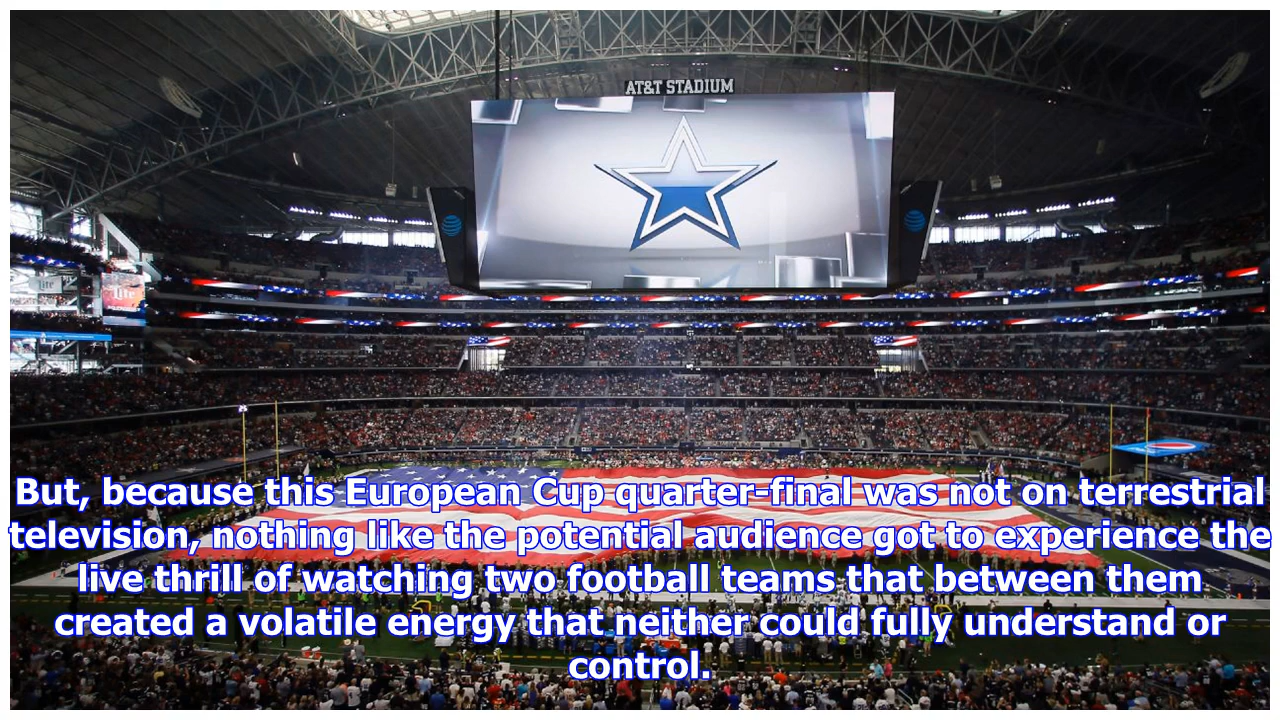 AT&T STADIUM
Lite
Lite
But, because this European Cup quarter-final was not on terrestrial
television, nothing like the potential audience got to experience the
live thrill of watching two football teams that between them
created a volatile energy that neither could fully understand or
control.